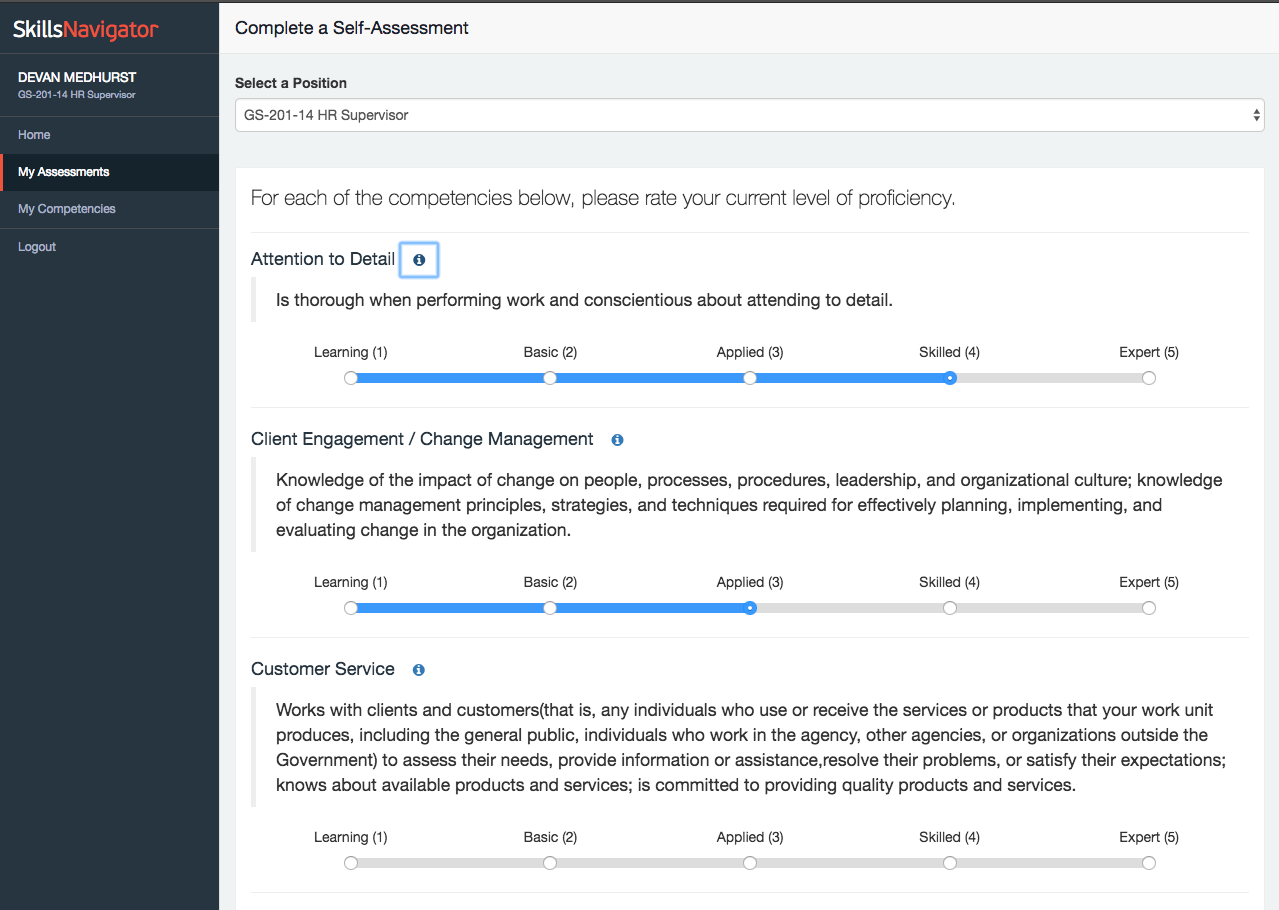 SkillsNavigator
DEVAN MEDHURST
GS-201-14 HR Supervisor
Home
My Assessments
My Competencies
Logout
Complete a Self-Assessment
Select a Position
GS-201-14 HR Supervisor
For each of the competencies below, please rate your current level of proficiency.
Attention to Detail
Is thorough when performing work and conscientious about attending to detail.
Learning (1) Basic (2) Applied (3) Skilled (4) Expert (5)
Client Engagement / Change Management
Knowledge of the impact of change on people, processes, procedures, leadership, and organizational culture; knowledge
of change management principles, strategies, and techniques required for effectively planning, implementing, and
evaluating change in the organization.
Learning (1) Basic (2) Applied (3) Skilled (4) Expert (5)
Customer Service
Works with clients and customers(that is, any individuals who use or receive the services or products that your work unit
produces, including the general public, individuals who work in the agency, other agencies, or organizations outside the
Government) to assess their needs, provide information or assistance,resolve their problems, or satisfy their expectations;
knows about available products and services; is committed to providing quality products and services.
Learning (1) Basic (2) Applied (3) Skilled (4) Expert (5)